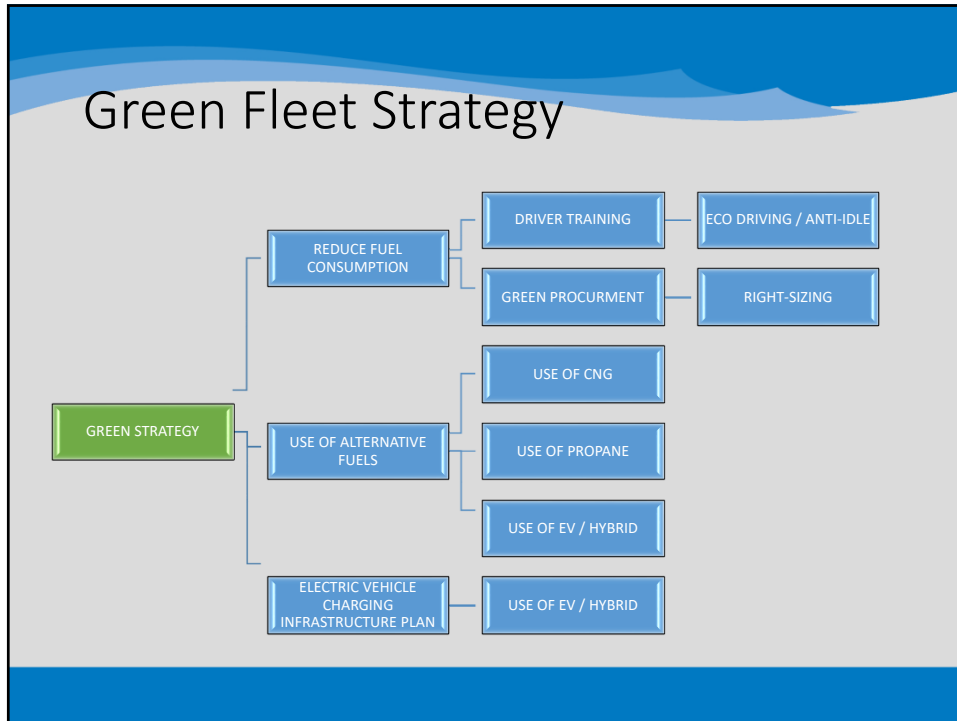 Green Fleet Strategy
DRIVER TRAINING
ECO DRIVING / ANTI-IDLE
REDUCE FUEL
CONSUMPTION
GREEN PROCURMENT
RIGHT-SIZING
USE OF CNG
GREEN STRATEGY
USE OF ALTERNATIVE
FUELS
USE OF PROPANE
USE OF EV / HYBRID
ELECTRIC VEHICLE
CHARGING
INFRASTRUCTURE PLAN
USE OF EV / HYBRID